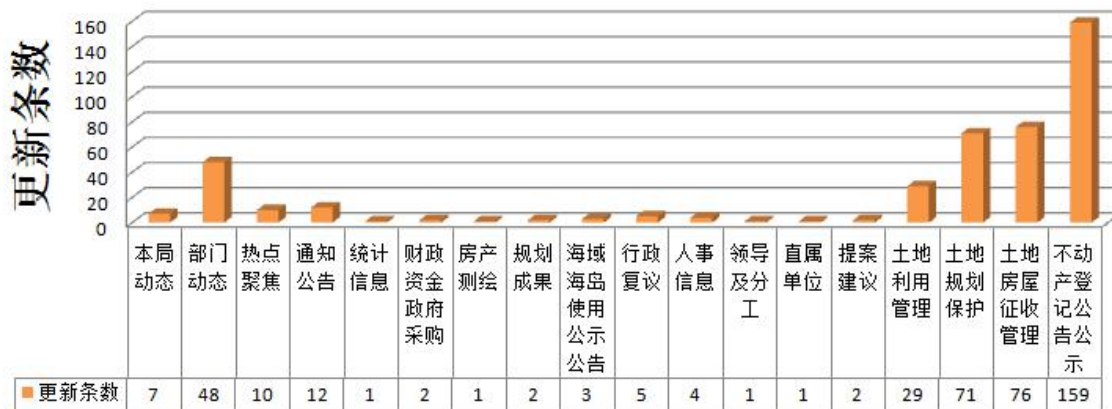 更新条数
160
140
120
100
80
60
40
20
0
本局
动态
部门
动态
热点
聚焦
通知
公告
统计
信息
财政
资金
政府
采购
房产
测绘
规划
成果
海域
海岛
使用
公示
公告
行政
复议
人事
信息
领导
及分
工
直属
单位
提案
建议
土地
利用
管理
土地
规划
保护
土地
房屋
征收
管理
不动
产登
记公
告公
示
更新条数 7 48 10 12 1 2 1 2 3 5 4 1 1 2 29 71 76 159